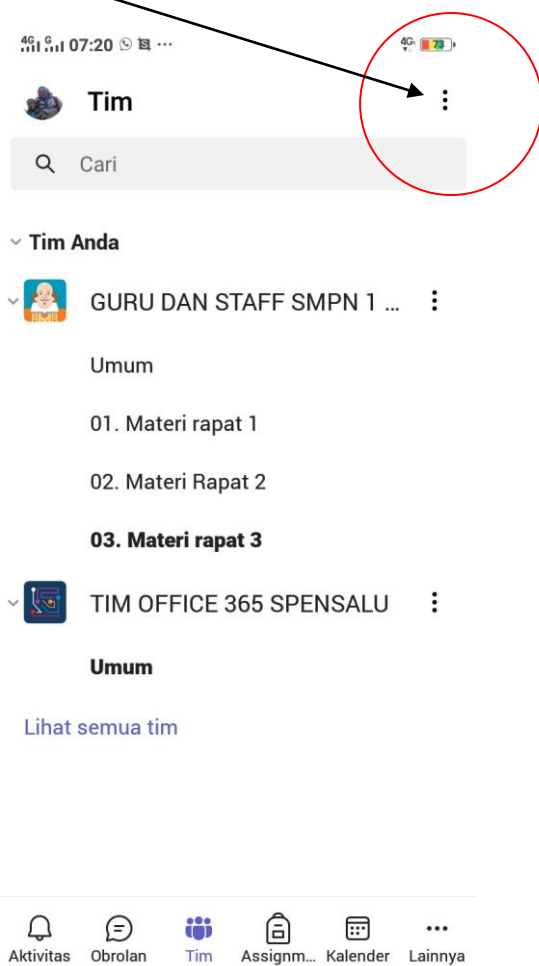 4G G 07:20 ... 4G 73
Tim
Cari
Tim Anda
GURU DAN STAFF SMPN 1 ...
Umum
01. Materi rapat 1
02. Materi Rapat 2
03. Materi rapat 3
TIM OFFICE 365 SPENSALU
Umum
Lihat semua tim
Aktivitas Obrolan Tim Assignm... Kalender Lainnya